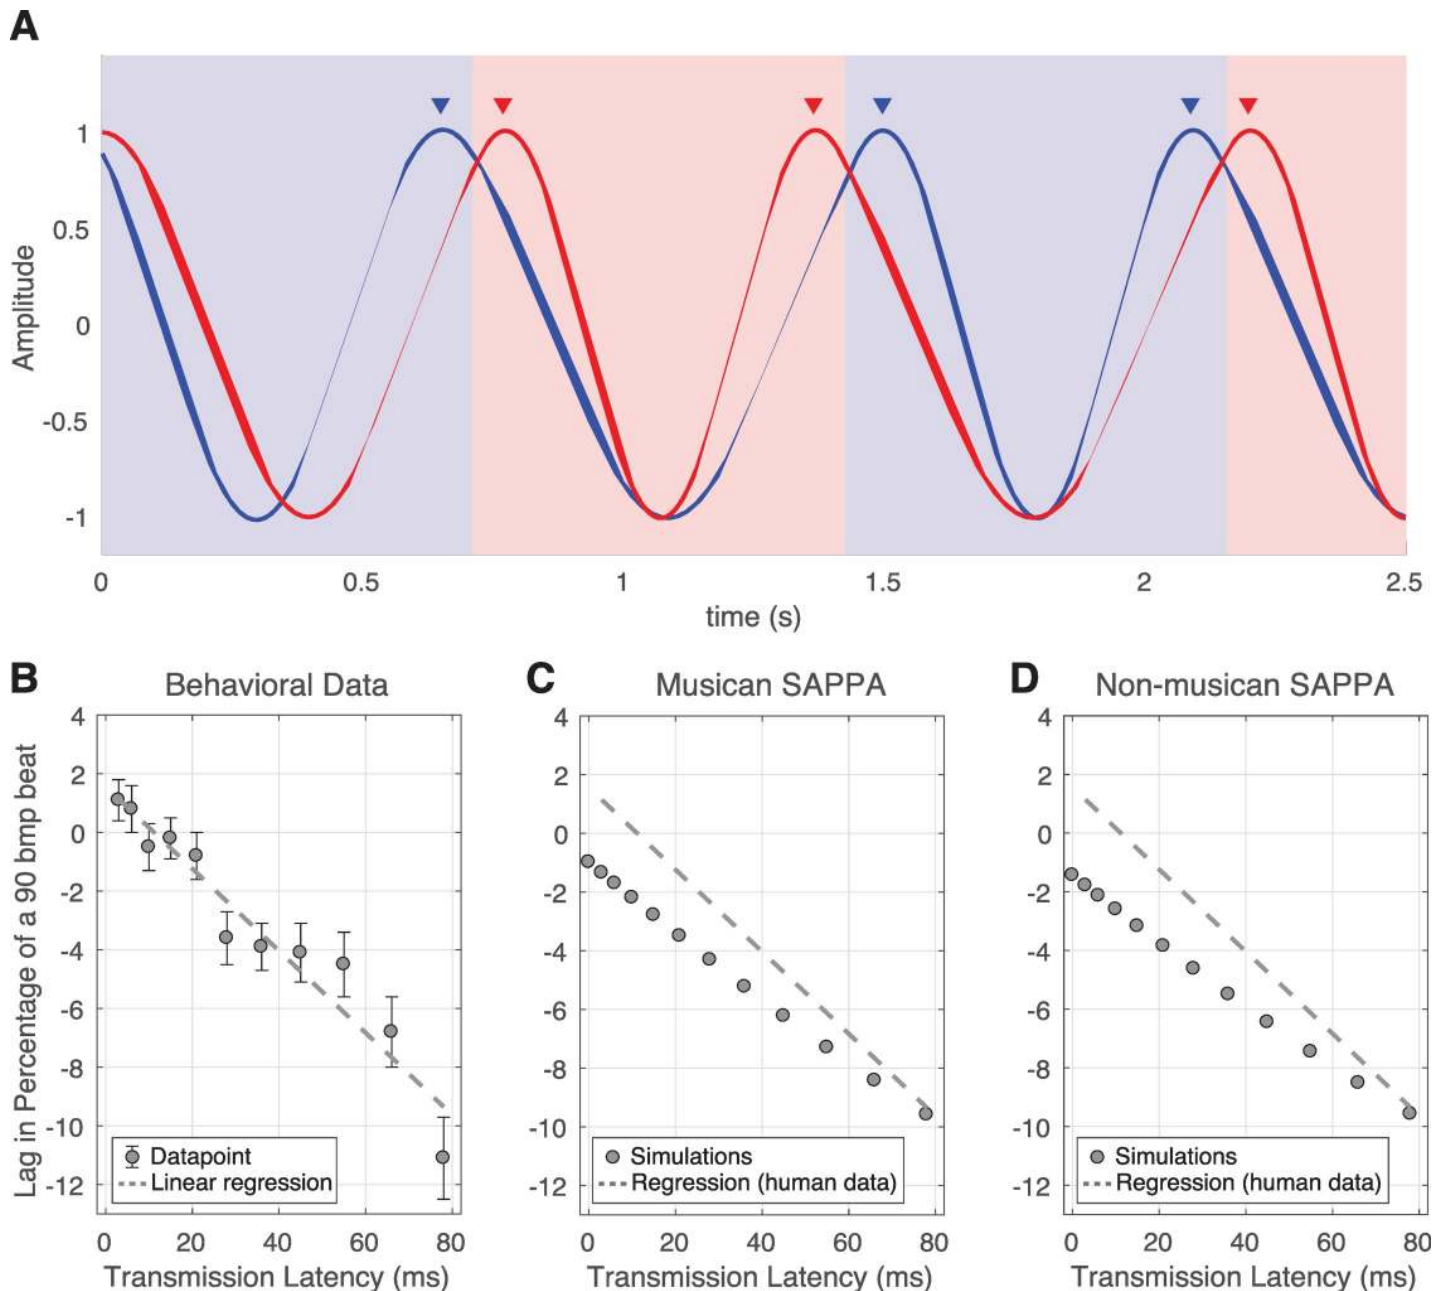 A
1
0.5
0
-0.5
-1
Amplitude
0 0.5 1 1.5 2 2.5
time (s)
B Behavioral Data
4
2
0
-2
-4
-6
-8
-10
-12
Lag in Percentage of a 90 bmp beat
Datapoint
Linear regression
0 20 40 60 80
Transmission Latency (ms)
C Musican SAPPA
4
2
0
-2
-4
-6
-8
-10
-12
Simulations
Regression (human data)
0 20 40 60 80
Transmission Latency (ms)
D Non-musican SAPPA
4
2
0
-2
-4
-6
-8
-10
-12
Simulations
Regression (human data)
0 20 40 60 80
Transmission Latency (ms)